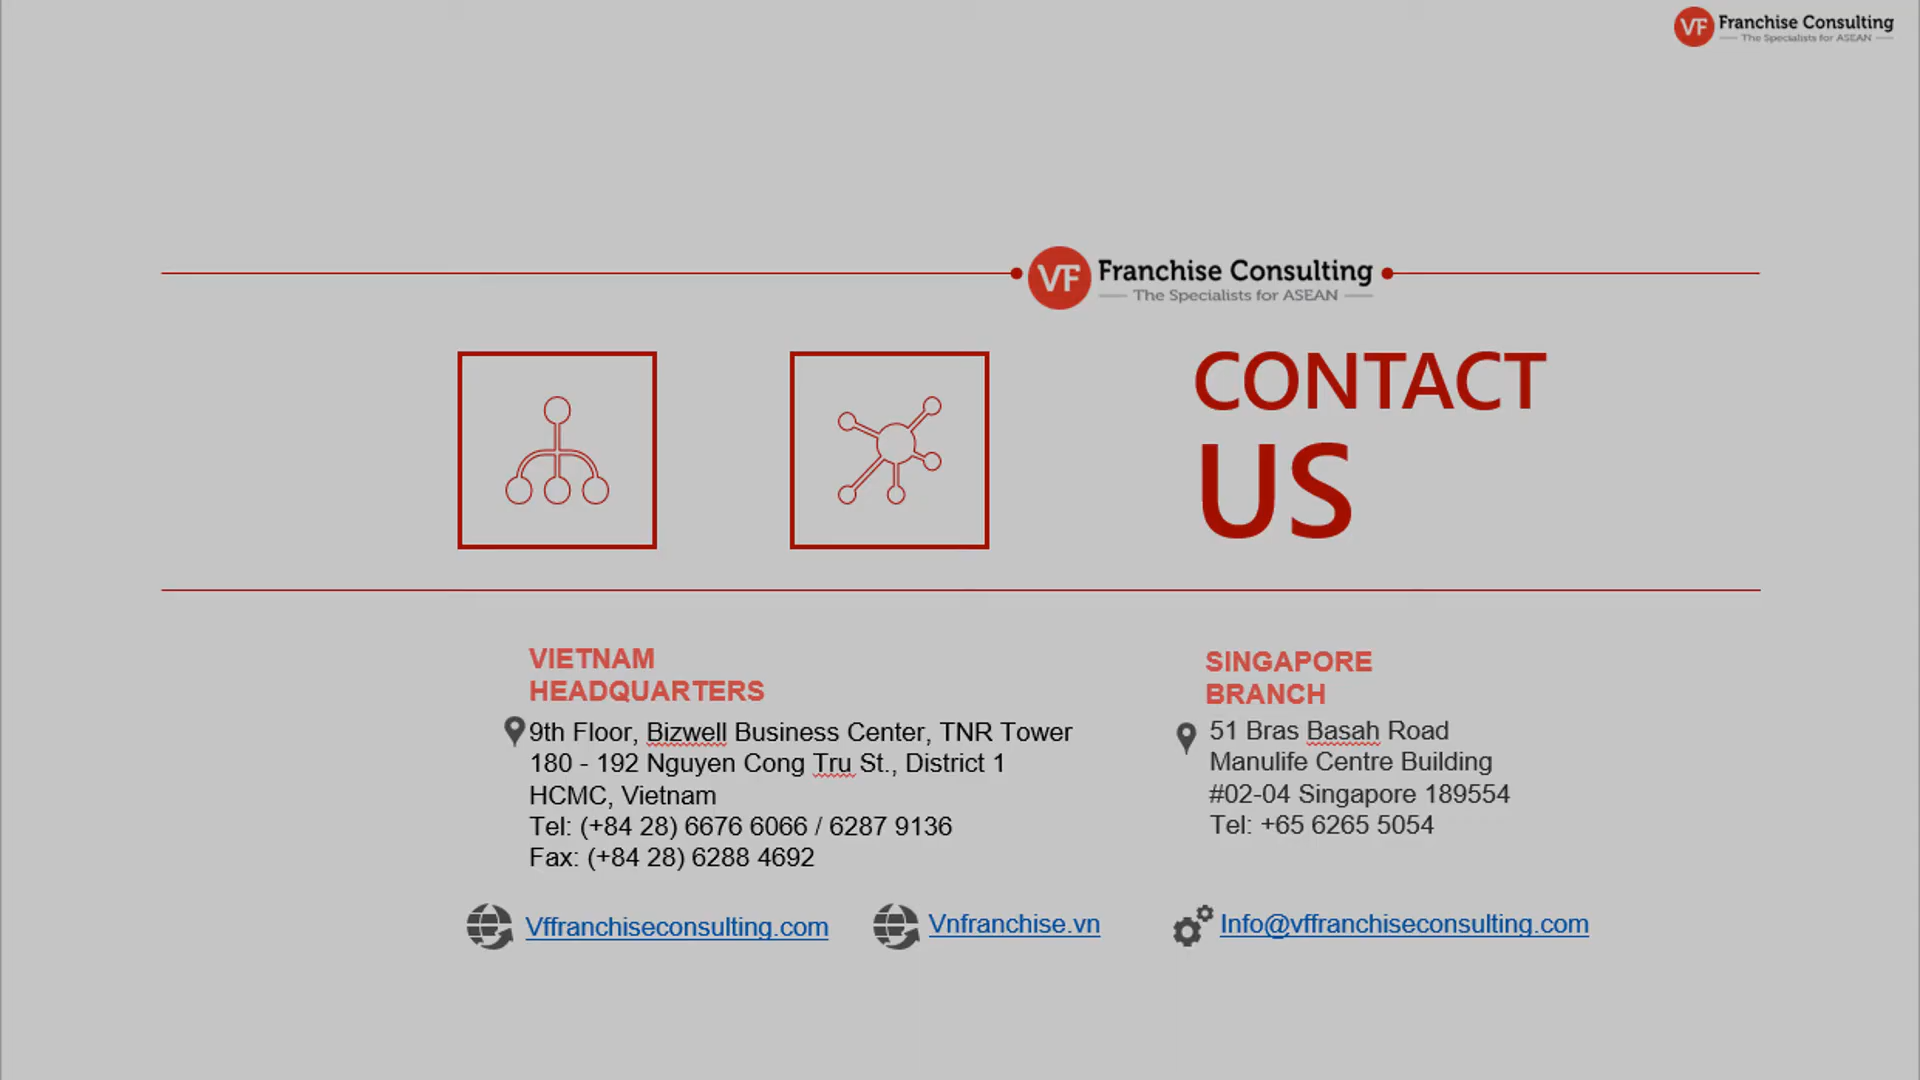 VF Franchise Consulting
The Specialists for ASEAN
VF Franchise Consulting
The Specialists for ASEAN
CONTACT
US
VIETNAM
HEADQUARTERS
9th Floor, Bizwell Business Center, TNR Tower
180 - 192 Nguyen Cong Tru St., District 1
HCMC, Vietnam
Tel: (+84 28) 6676 6066 / 6287 9136
Fax: (+84 28) 6288 4692
SINGAPORE
BRANCH
51 Bras Basah Road
Manulife Centre Building
#02-04 Singapore 189554
Tel: +65 6265 5054
Vffranchiseconsulting.com
Vnfranchise.vn
Info@vffranchiseconsulting.com